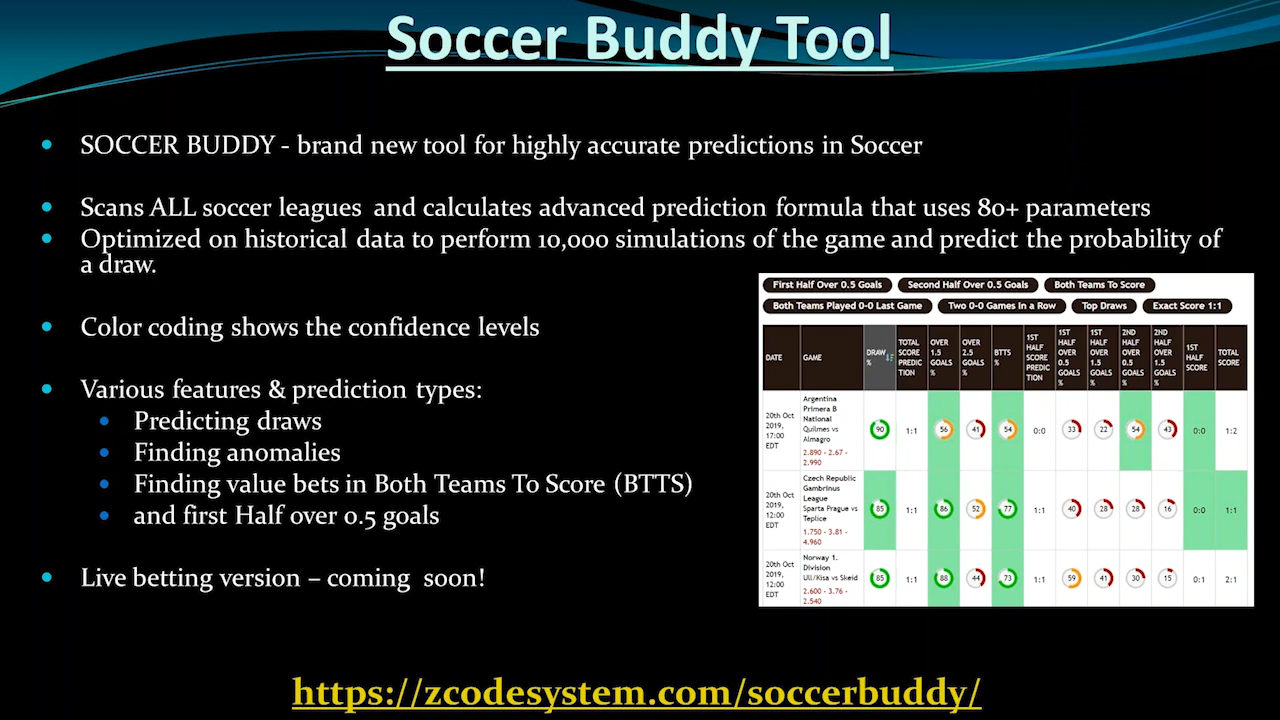 Soccer Buddy Tool
SOCCER BUDDY - brand new tool for highly accurate predictions in Soccer
Scans ALL soccer leagues and calculates advanced prediction formula that uses 80+ parameters
Optimized on historical data to perform 10,000 simulations of the game and predict the probability of
a draw.
Color coding shows the confidence levels
Various features & prediction types:
Predicting draws
Finding anomalies
Finding value bets in Both Teams To Score (BTTS)
and first Half over 0.5 goals
Live betting version – coming soon!
First Half Over 0.5 Goals Second Half Over 0.5 Goals Both Teams To Score
Both Teams Played 0-0 Last Game Two 0-0 Games in a Row Top Draws Exact Score 1:1
DATE
GAME
DRAW
%
TOTAL
SCORE
PREDIC
TION
OVER
1.5
GOALS
%
OVER
2.5
GOALS
%
BTTS
%
1ST
HALF
SCORE
PREDIC
TION
1ST
HALF
OVER
0.5
GOALS
%
1ST
HALF
OVER
1.5
GOALS
%
2ND
HALF
OVER
0.5
GOALS
%
2ND
HALF
OVER
1.5
GOALS
%
1ST
HALF
SCORE
TOTAL
SCORE
20th Oct
2019,
17:00
EDT
Argentina
Primera B
National
Quilmes vs
Almagro
2.890 - 2.67 -
2.990
90 1:1 56 41 54 0:0 33 22 54 43 0:0 1:2
20th Oct
2019,
12:00
EDT
Czech Republic
Gambrinus
League
Sparta Prague vs
Teplice
1.750 - 3.81 -
4.960
85 1:1 86 52 77 1:1 40 28 28 16 0:0 1:1
20th Oct
2019,
12:00
EDT
Norway 1.
Division
Ull/Kisa vs Skeid
2.600 - 3.76 -
2.540
85 1:1 88 44 73 1:1 59 41 30 15 0:1 2:1
https://zcodesystem.com/soccerbuddy/